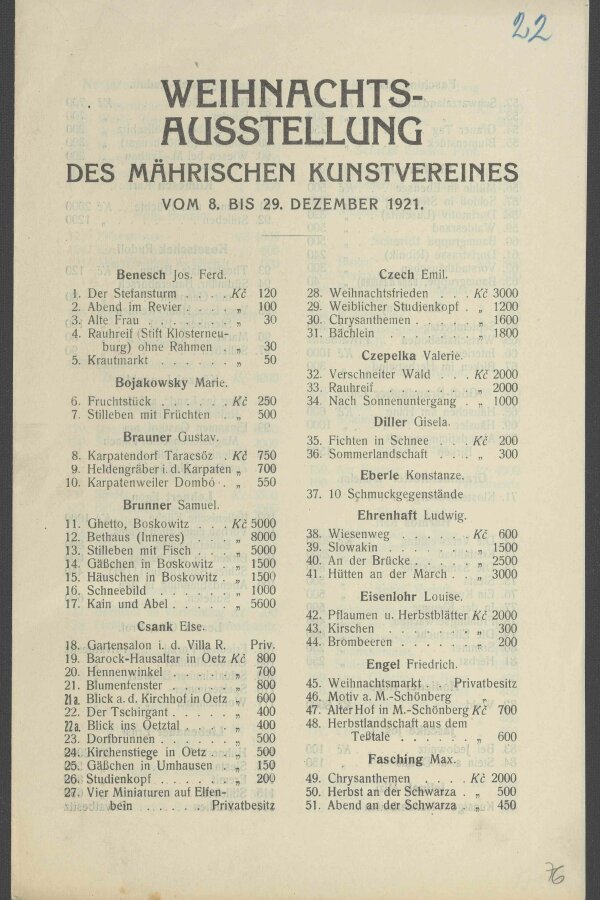 22
WEIHNACHTS-
AUSSTELLUNG
DES MÄHRISCHEN KUNSTVEREINES
VOM 8. BIS 29. DEZEMBER 1921.
Benesch Jos. Ferd.
1. Der Stefansturm . . . . Kč 120
2. Abend im Revier . . . . „ 100
3. Alte Frau . . . . . . . „ 30
4. Rauhreif (Stift Klosterneu-
burg) ohne Rahmen „ 30
5. Krautmarkt . . . . . . „ 50
Bojakowsky Marie.
6. Fruchtstück . . . . . Kč 250
7. Stilleben mit Früchten . „ 500
Brauner Gustav.
8. Karpatendorf Taracsöz . Kč 750
9. Heldengräber i. d. Karpaten „ 700
10. Karpatenweiler Dombó . „ 550
Brunner Samuel.
11. Ghetto, Boskowitz . . . Kč 5000
12. Bethaus (Inneres) . . . „ 8000
13. Stilleben mit Fisch . . . „ 5000
14. Gäßchen in Boskowitz . „ 1500
15. Häuschen in Boskowitz . „ 1500
16. Schneebild . . . . . . „ 1000
17. Kain und Abel . . . . . „ 5600
Csank Else.
18. Gartensalon i. d. Villa R. Priv.
19. Barock-Hausaltar in Oetz Kč 800
20. Hennenwinkel . . . . . „ 700
21. Blumenfenster . . . . . „ 800
21a. Blick a. d. Kirchhof in Oetz „ 600
22. Der Tschirgant . . . . „ 400
22a. Blick ins Oetztal . . . . „ 400
23. Dorfbrunnen . . . . . „ 500
24. Kirchenstiege in Oetz . . „ 500
25. Gäßchen in Umhausen . „ 150
26. Studienkopf . . . . . . „ 200
27. Vier Miniaturen auf Elfen-
bein . . . . . Privatbesitz
Czech Emil.
28. Weihnachtsfrieden . . . Kč 3000
29. Weiblicher Studienkopf . „ 1200
30. Chrysanthemen . . . . „ 1600
31. Bächlein . . . . . . . „ 1800
Czepelka Valerie.
32. Verschneiter Wald . . . Kč 2000
33. Rauhreif . . . . . . . „ 2000
34. Nach Sonnenuntergang . „ 1000
Diller Gisela.
35. Fichten in Schnee . . . Kč 200
36. Sommerlandschaft . . . „ 300
Eberle Konstanze.
37. 10 Schmuckgegenstände
Ehrenhaft Ludwig.
38. Wiesenweg . . . . . . Kč 600
39. Slowakin . . . . . . . „ 1500
40. An der Brücke . . . . . „ 2500
41. Hütten an der March . . „ 3000
Eisenlohr Louise.
42. Pflaumen u. Herbstblätter Kč 2000
43. Kirschen . . . . . . . „ 300
44. Brombeeren . . . . . . „ 200
Engel Friedrich.
45. Weihnachtsmarkt . . Privatbesitz
46. Motiv a. M.-Schönberg „
47. Alter Hof in M.-Schönberg Kč 700
48. Herbstlandschaft aus dem
Teßtale . . . . . . „ 600
Fasching Max.
49. Chrysanthemen . . . . Kč 2000
50. Herbst an der Schwarza . „ 500
51. Abend an der Schwarza . „ 450
76